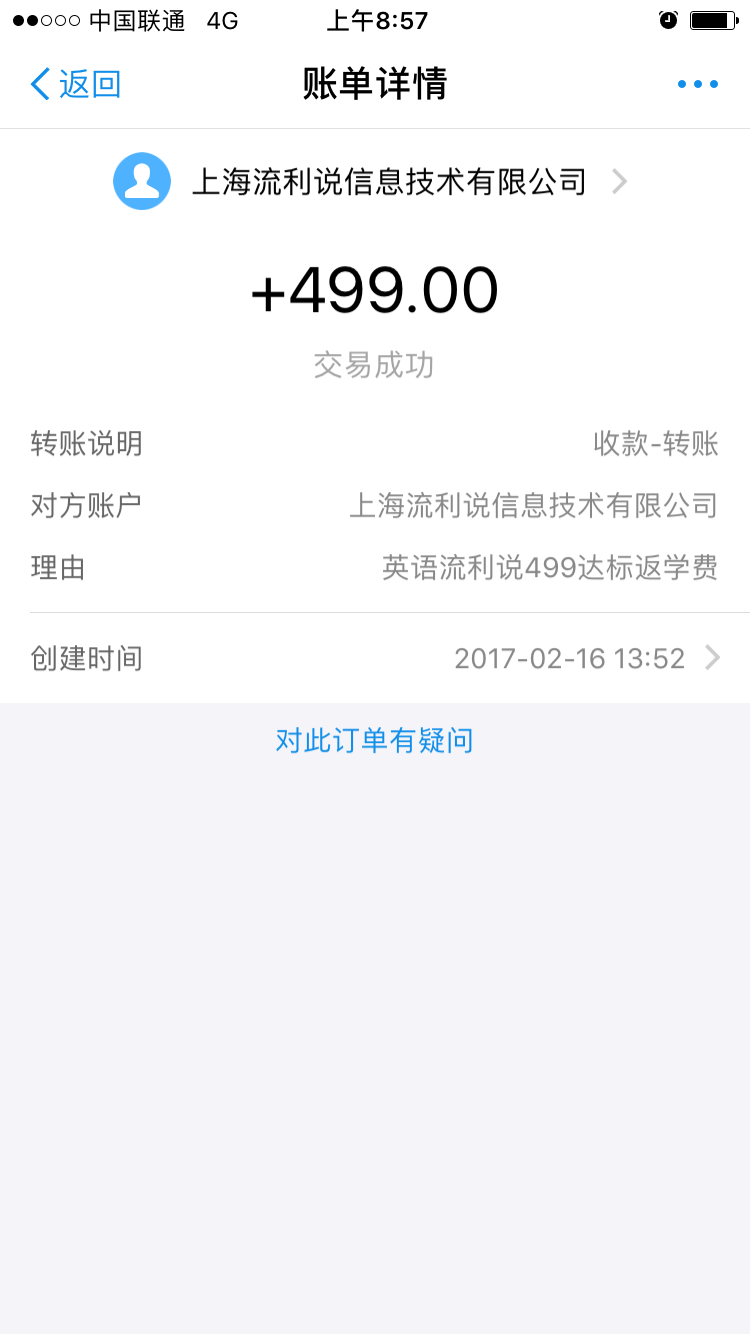 中国联通 4G 上午8:57
返回 账单详情
上海流利说信息技术有限公司
+499.00
交易成功
转账说明 收款-转账
对方账户 上海流利说信息技术有限公司
理由 英语流利说499达标返学费
创建时间 2017-02-16 13:52
对此订单有疑问